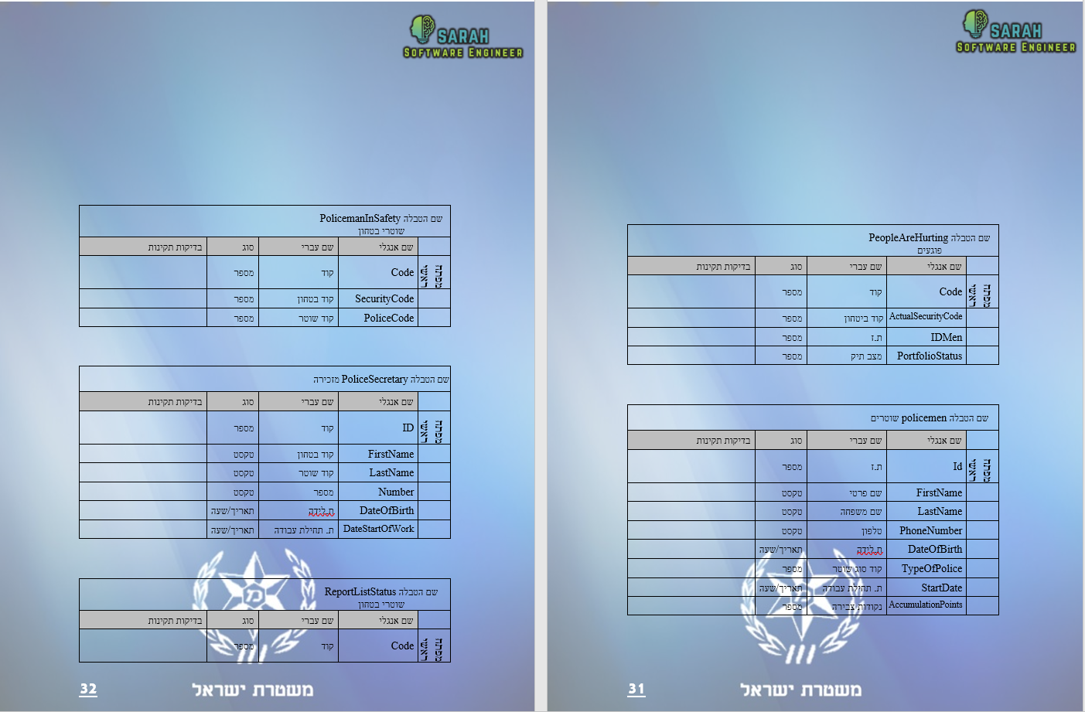 SARAH
SOFTWARE ENGINEER
שם הטבלה PeopleAreHurting
פוגעים
שם אנגלי שם עברי סוג בדיקות תקינות
מפתח ראשי Code קוד מספר
ActualSecurityCode קוד ביטחון מספר
IDMen ת.ז מספר
PortfolioStatus מצב תיק מספר
שם הטבלה policemen שוטרים
שם אנגלי שם עברי סוג בדיקות תקינות
מפתח ראשי Id ת.ז מספר
FirstName שם פרטי טקסט
LastName שם משפחה טקסט
PhoneNumber טלפון טקסט
DateOfBirth ת.לידה תאריך/שעה
TypeOfPolice קוד סוג שוטר מספר
StartDate ת. תחילת עבודה תאריך/שעה
AccumulationPoints נקודות צבירה מספר
משטרת ישראל
31
SARAH
SOFTWARE ENGINEER
שם הטבלה PolicemanInSafety
שוטרי בטחון
שם אנגלי שם עברי סוג בדיקות תקינות
מפתח ראשי Code קוד מספר
SecurityCode קוד בטחון מספר
PoliceCode קוד שוטר מספר
שם הטבלה PoliceSecretary מזכירה
שם אנגלי שם עברי סוג בדיקות תקינות
מפתח ראשי ID קוד מספר
FirstName קוד בטחון טקסט
LastName קוד שוטר טקסט
Number מספר טקסט
DateOfBirth ת.לידה תאריך/שעה
DateStartOfWork ת. תחילת עבודה תאריך/שעה
שם הטבלה ReportListStatus
שוטרי בטחון
שם אנגלי שם עברי סוג בדיקות תקינות
מפתח ראשי Code קוד מספר
משטרת ישראל
32